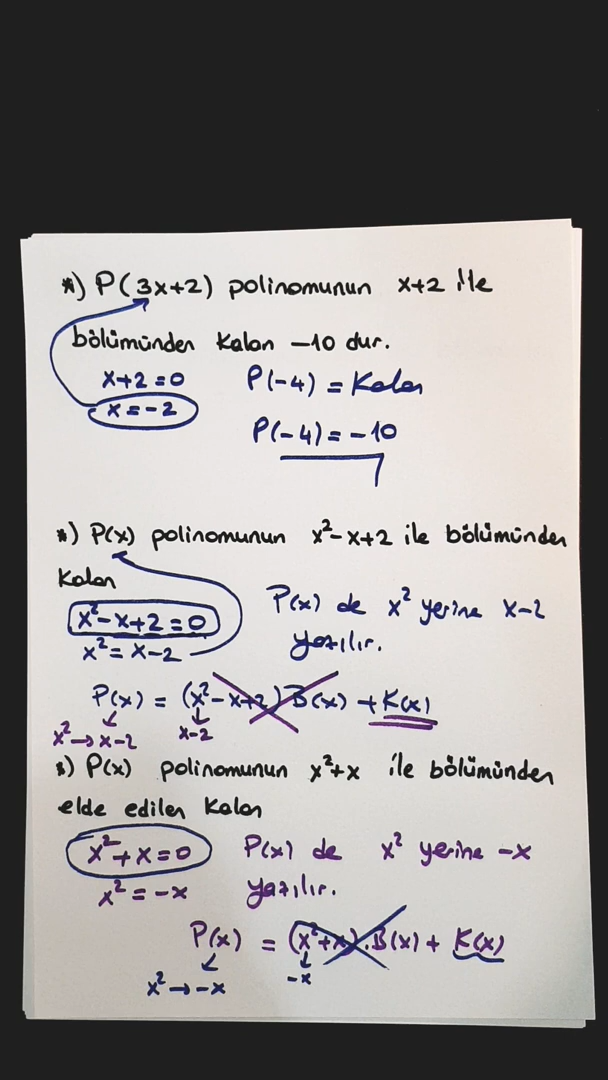 *) P(3x+2) polinomunun x+2 ile
bölümünden Kalan -10 dur.
x+2=0 P(-4) = Kalan
x=-2
P(-4)= -10
*) P(x) polinomunun x²-x+2 ile bölümünden
Kalan
x²-x+2=0 P(x) de x² yerine x-2
x²=x-2 yazılır.
P(x) = (x²-x+2) B(x) + K(x)
x²→x-2 x-2
*) P(x) polinomunun x²+x ile bölümünden
elde edilen Kalan
x²+x=0 P(x) de x² yerine -x
x²=-x yazılır.
P(x) = (x²+x).B(x) + K(x)
x²→-x -x